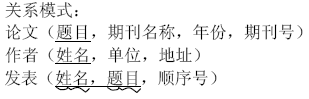 关系模式：
论文（题目，期刊名称，年份，期刊号）
作者（姓名，单位，地址）
发表（姓名，题目，顺序号）